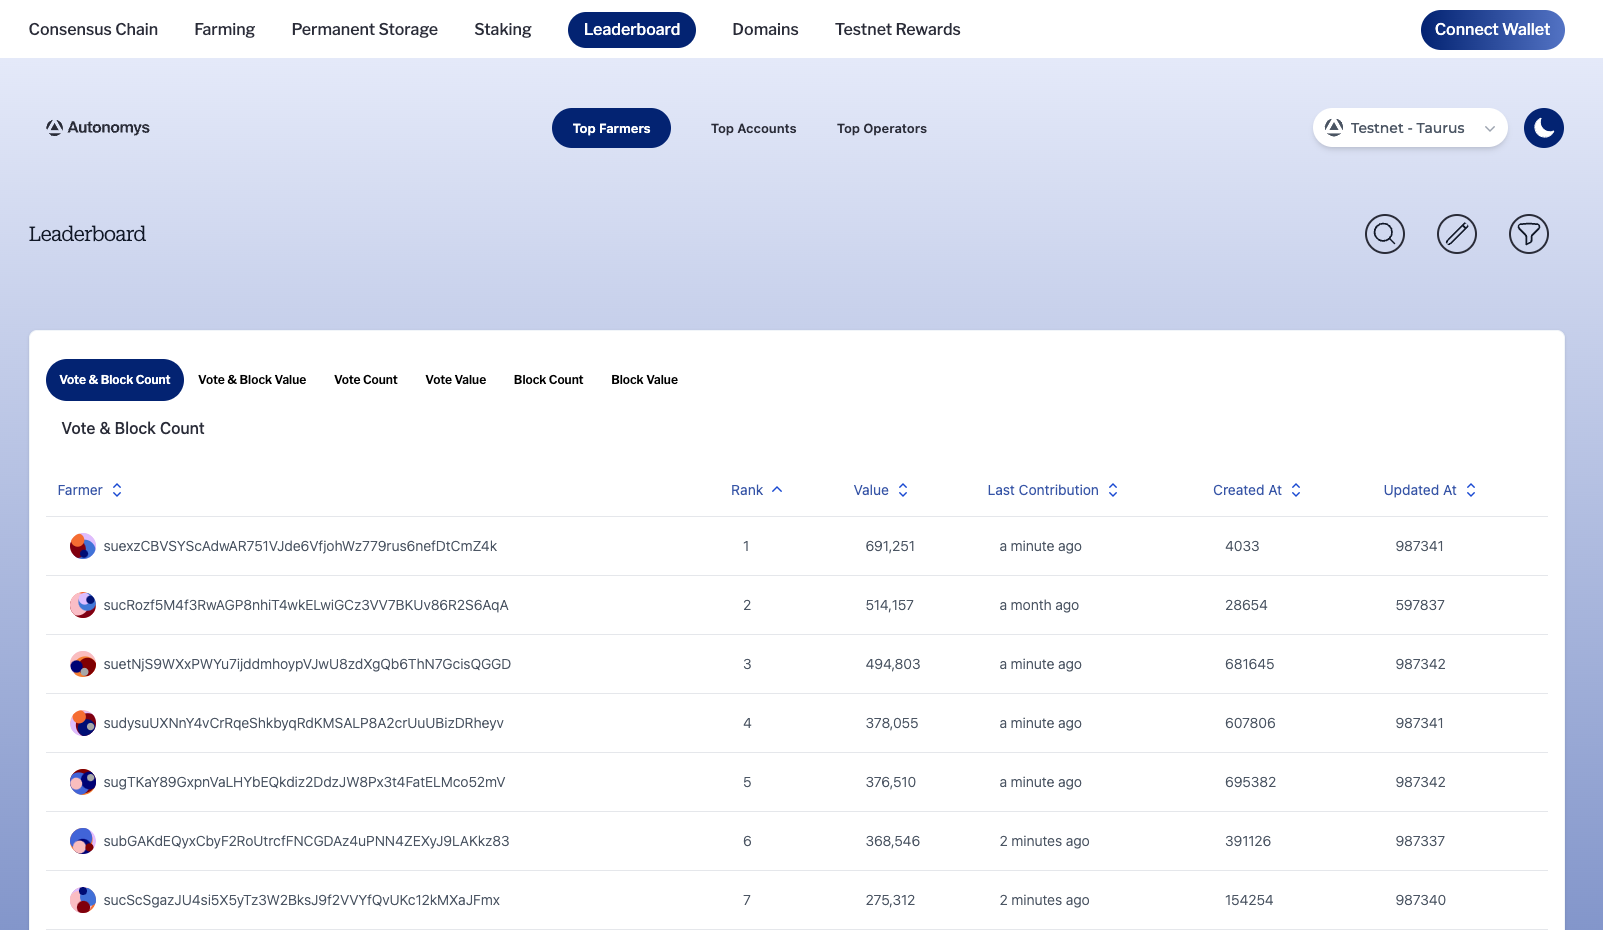 Consensus Chain Farming Permanent Storage Staking Leaderboard Domains Testnet Rewards Connect Wallet
Autonomys Top Farmers Top Accounts Top Operators Testnet - Taurus
Leaderboard
Vote & Block Count Vote & Block Value Vote Count Vote Value Block Count Block Value
Vote & Block Count
Farmer Rank Value Last Contribution Created At Updated At
suexzCBVSYScAdwAR751VJde6VfjohWz779rus6nefDtCmZ4k 1 691,251 a minute ago 4033 987341
sucRozf5M4f3RwAGP8nhiT4wkELwiGCz3VV7BKUv86R2S6AqA 2 514,157 a month ago 28654 597837
suetNjS9WXxPWYu7ijddmhoypVJwU8zdXgQb6ThN7GcisQGGD 3 494,803 a minute ago 681645 987342
sudysuUXNnY4vCrRqeShkbyqRdKMSALP8A2crUuUBizDRheyv 4 378,055 a minute ago 607806 987341
sugTKaY89GxpnVaLHYbEQkdiz2DdzJW8Px3t4FatELMco52mV 5 376,510 a minute ago 695382 987342
subGAKdEQyxCbyF2RoUtrcfFNCGDAz4uPNN4ZEXyJ9LAKkz83 6 368,546 2 minutes ago 391126 987337
sucScSgazJU4si5X5yTz3W2BksJ9f2VVYfQvUKc12kMXaJFmx 7 275,312 2 minutes ago 154254 987340